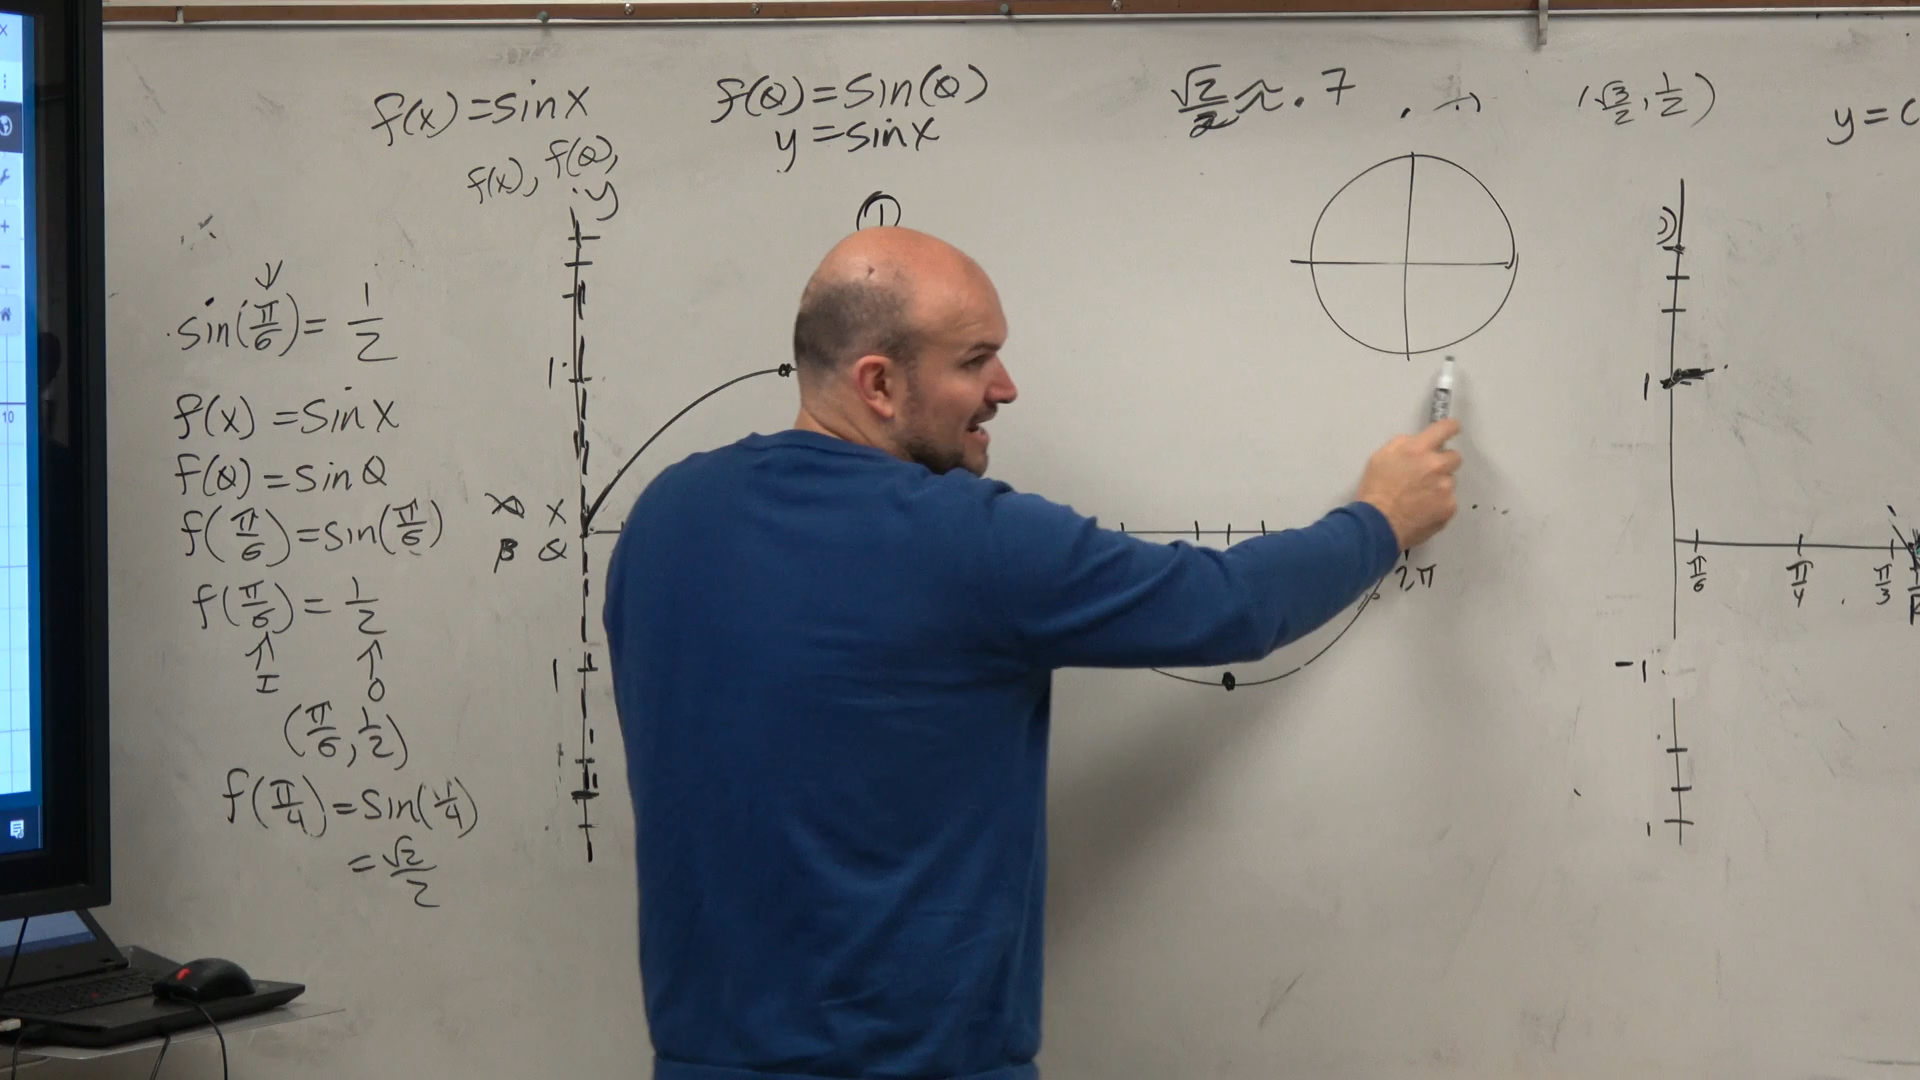 f(x) = sin x
f(θ) = sin(θ)
y = sin x
√2/2 ≈ .7
(√3/2, 1/2)
y = c
f(x), f(θ),
y
1
sin(π/6) = 1/2
f(x) = sin x
f(θ) = sin θ
f(π/6) = sin(π/6)
f(π/6) = 1/2
I O
(π/6, 1/2)
f(π/4) = sin(π/4)
= √2/2
1
x
β θ
1
2π
1
π/6 π/4 π/3
-1
10